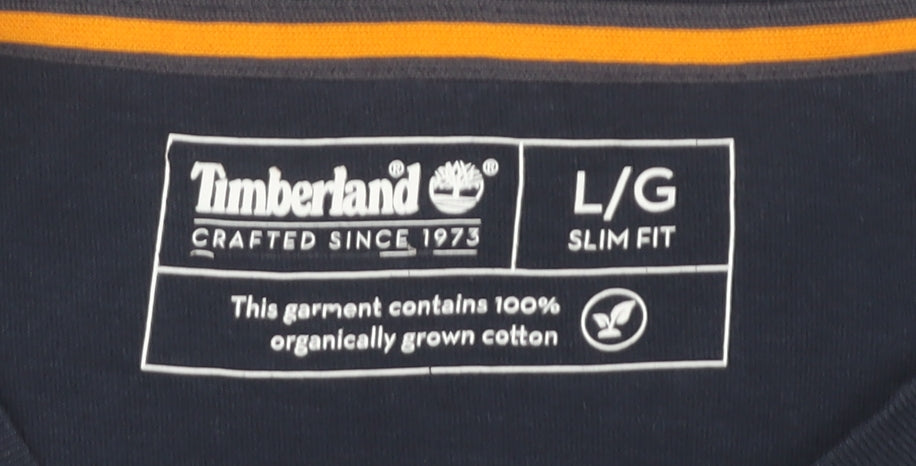 Timberland® ®
CRAFTED SINCE 1973
L/G
SLIM FIT
This garment contains 100%
organically grown cotton